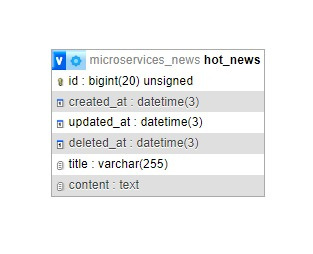 microservices_news hot_news
id : bigint(20) unsigned
created_at : datetime(3)
updated_at : datetime(3)
deleted_at : datetime(3)
title : varchar(255)
content : text